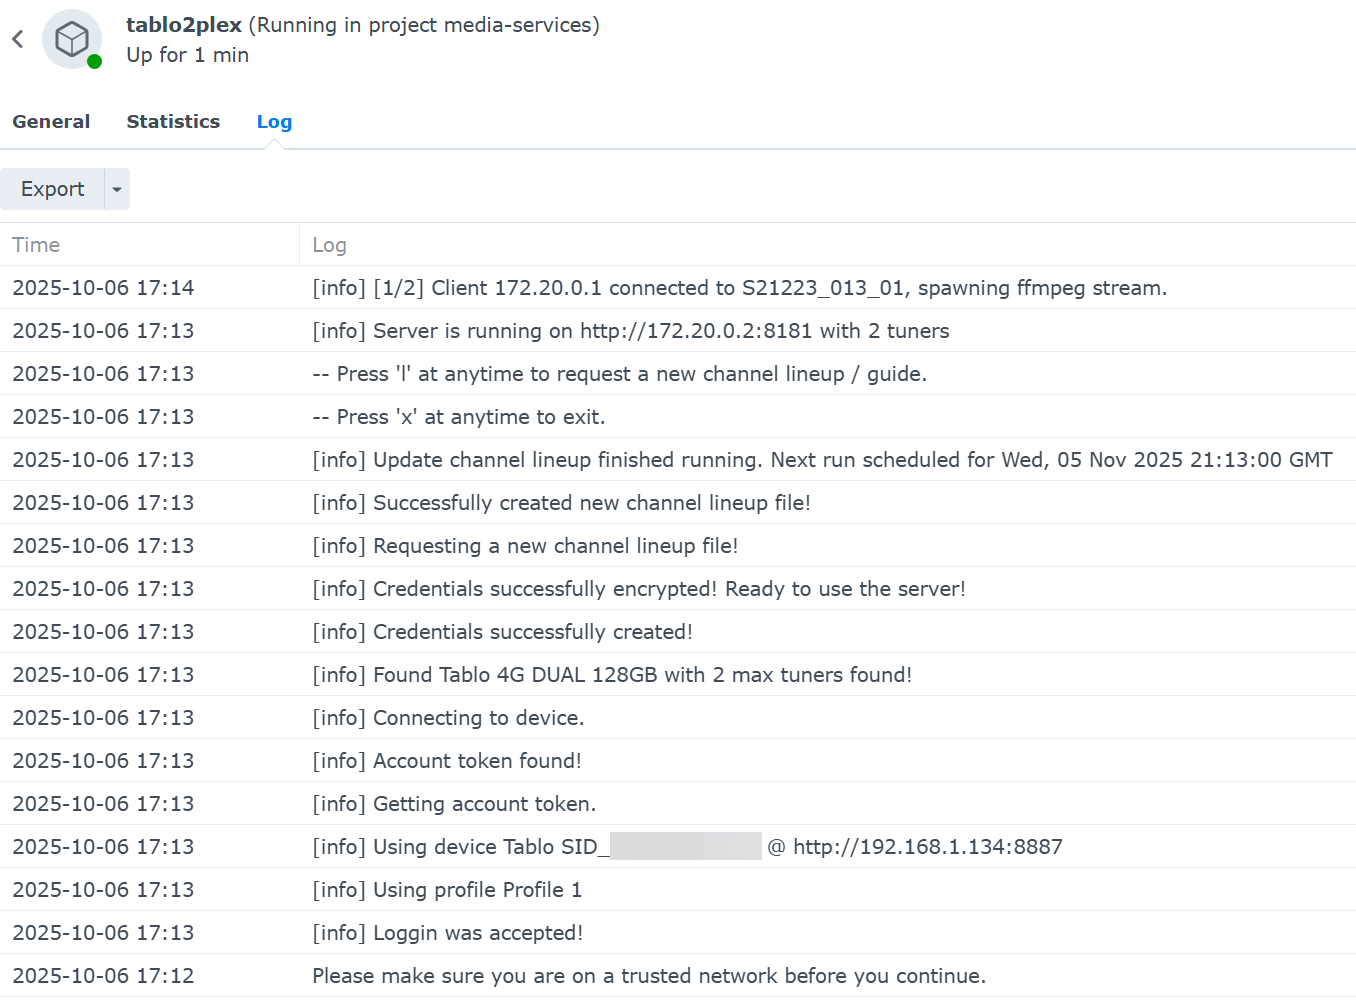 tablo2plex (Running in project media-services)
Up for 1 min
General Statistics Log
Export
Time Log
2025-10-06 17:14 [info] [1/2] Client 172.20.0.1 connected to S21223_013_01, spawning ffmpeg stream.
2025-10-06 17:13 [info] Server is running on http://172.20.0.2:8181 with 2 tuners
2025-10-06 17:13 -- Press 'l' at anytime to request a new channel lineup / guide.
2025-10-06 17:13 -- Press 'x' at anytime to exit.
2025-10-06 17:13 [info] Update channel lineup finished running. Next run scheduled for Wed, 05 Nov 2025 21:13:00 GMT
2025-10-06 17:13 [info] Successfully created new channel lineup file!
2025-10-06 17:13 [info] Requesting a new channel lineup file!
2025-10-06 17:13 [info] Credentials successfully encrypted! Ready to use the server!
2025-10-06 17:13 [info] Credentials successfully created!
2025-10-06 17:13 [info] Found Tablo 4G DUAL 128GB with 2 max tuners found!
2025-10-06 17:13 [info] Connecting to device.
2025-10-06 17:13 [info] Account token found!
2025-10-06 17:13 [info] Getting account token.
2025-10-06 17:13 [info] Using device Tablo SID_ @ http://192.168.1.134:8887
2025-10-06 17:13 [info] Using profile Profile 1
2025-10-06 17:13 [info] Loggin was accepted!
2025-10-06 17:12 Please make sure you are on a trusted network before you continue.